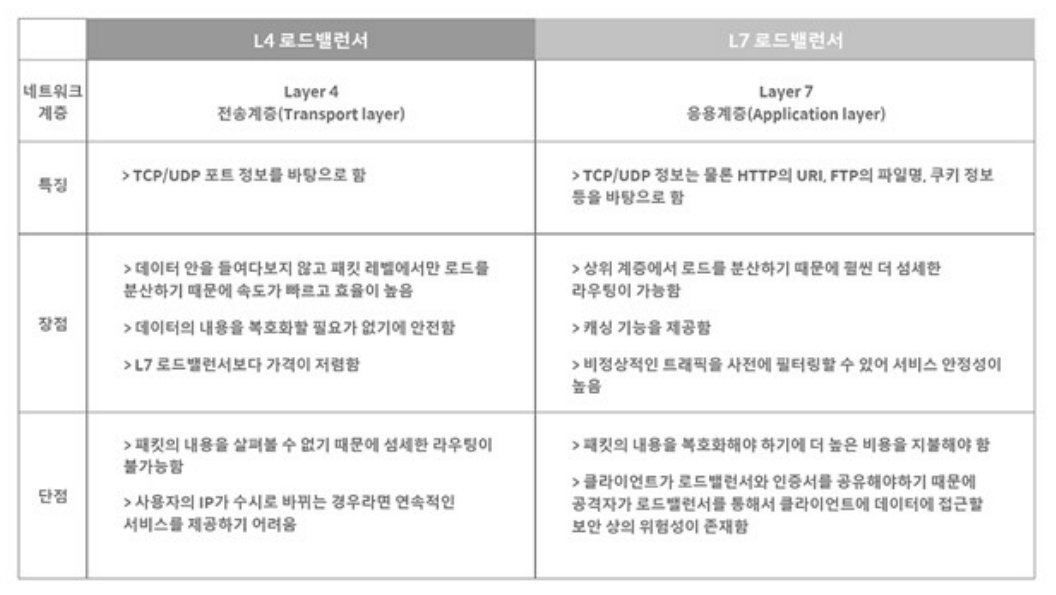 L4 로드밸런서
L7 로드밸런서
네트워크
계층
Layer 4
전송계층(Transport layer)
Layer 7
응용계층(Application layer)
특징
> TCP/UDP 포트 정보를 바탕으로 함
> TCP/UDP 정보는 물론 HTTP의 URI, FTP의 파일명, 쿠키 정보
등을 바탕으로 함
장점
> 데이터 안을 들여다보지 않고 패킷 레벨에서만 로드를
분산하기 때문에 속도가 빠르고 효율이 높음
> 데이터의 내용을 복호화할 필요가 없기에 안전함
> L7 로드밸런서보다 가격이 저렴함
> 상위 계층에서 로드를 분산하기 때문에 훨씬 더 섬세한
라우팅이 가능함
> 캐싱 기능을 제공함
> 비정상적인 트래픽을 사전에 필터링할 수 있어 서비스 안정성이
높음
단점
> 패킷의 내용을 살펴볼 수 없기 때문에 섬세한 라우팅이
불가능함
> 사용자의 IP가 수시로 바뀌는 경우라면 연속적인
서비스를 제공하기 어려움
> 패킷의 내용을 복호화해야 하기에 더 높은 비용을 지불해야 함
> 클라이언트가 로드밸런서와 인증서를 공유해야하기 때문에
공격자가 로드밸런서를 통해서 클라이언트에 데이터에 접근할
보안 상의 위험성이 존재함